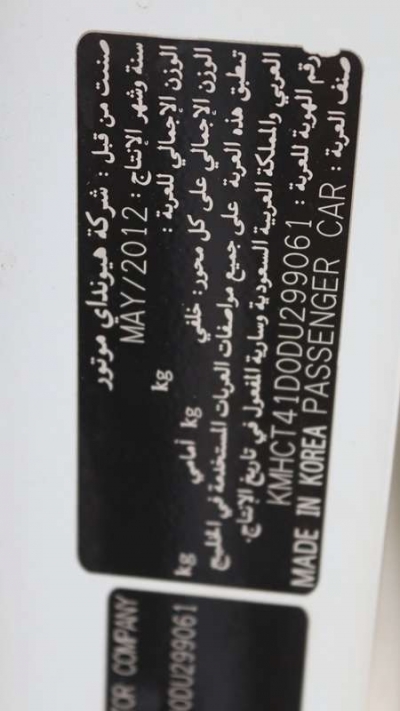 صنعت من قبل : شركة هيونداي موتور
سنة وشهر الإنتاج : MAY/2012
الوزن الإجمالي للعربة : kg
الوزن الإجمالي على كل محور: خلفي kg أمامي kg
تطبق هذه العربة على جميع مواصفات العربات المستخدمة في الخليج
العربي والمملكة العربية السعودية وسارية المفعول في تاريخ الإنتاج.
رقم الهوية للعربة : KMHCT41D0DU299061
صنف العربة : PASSENGER CAR MADE IN KOREA
TOR COMPANY
0DU299061